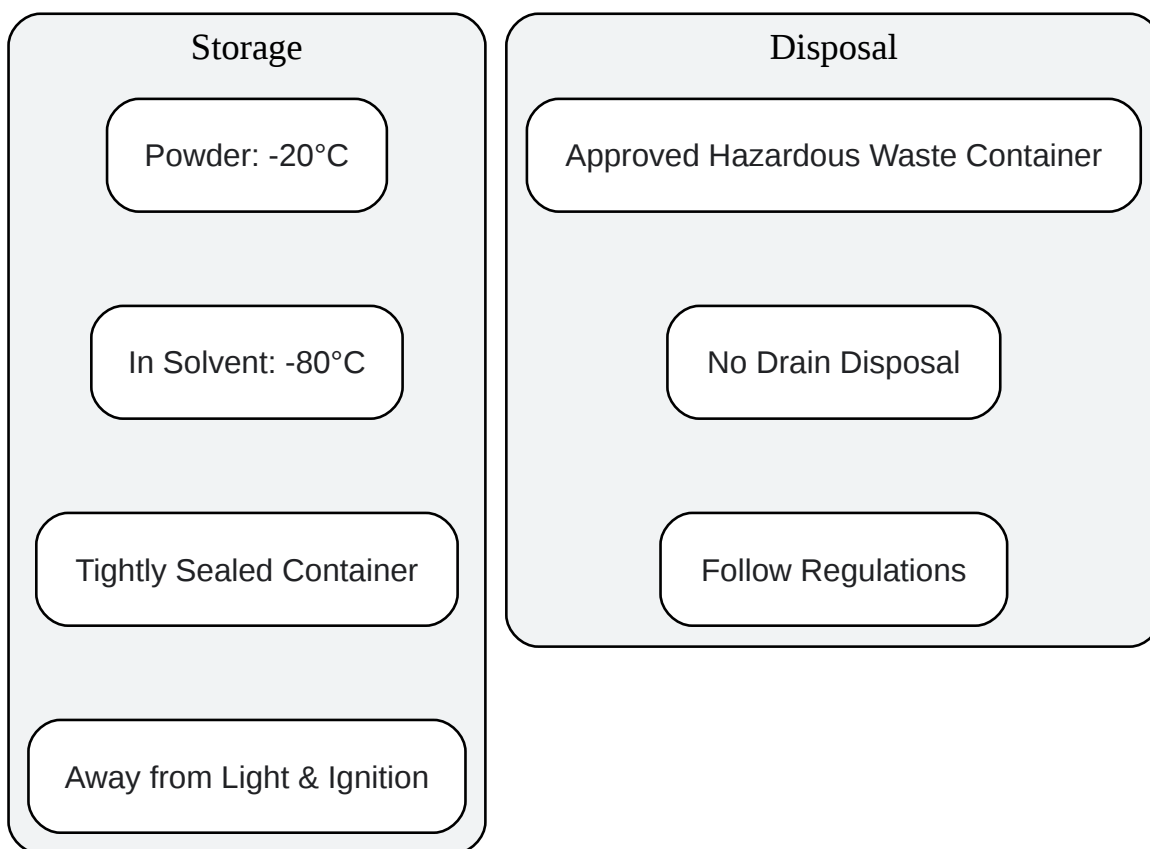 Storage
Powder: -20°C
In Solvent: -80°C
Tightly Sealed Container
Away from Light & Ignition
Disposal
Approved Hazardous Waste Container
No Drain Disposal
Follow Regulations